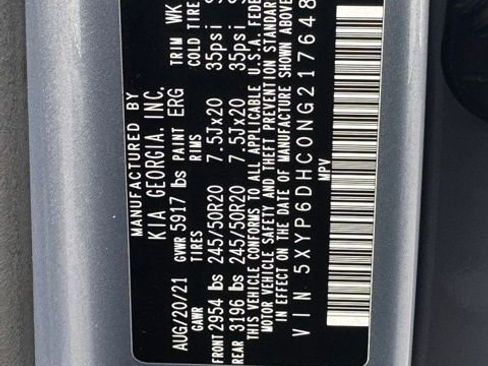 MANUFACTURED BY
KIA GEORGIA. INC.
AUG/20/21 GVWR 5917 lbs PAINT ERG TRIM WK
GAWR TIRES RIMS COLD TIRE
FRONT 2954 lbs 245/50R20 7.5Jx20 35psi
REAR 3196 lbs 245/50R20 7.5Jx20 35psi
THIS VEHICLE CONFORMS TO ALL APPLICABLE U.S.A. FEDE
MOTOR VEHICLE SAFETY AND THEFT PREVENTION STANDAR
IN EFFECT ON THE DATE OF MANUFACTURE SHOWN ABOVE
VIN 5XYP6DHC0NG217648
MPV